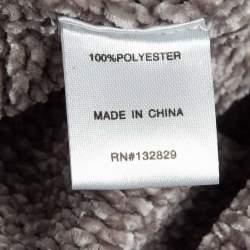 100%POLYESTER
MADE IN CHINA
RN#132829